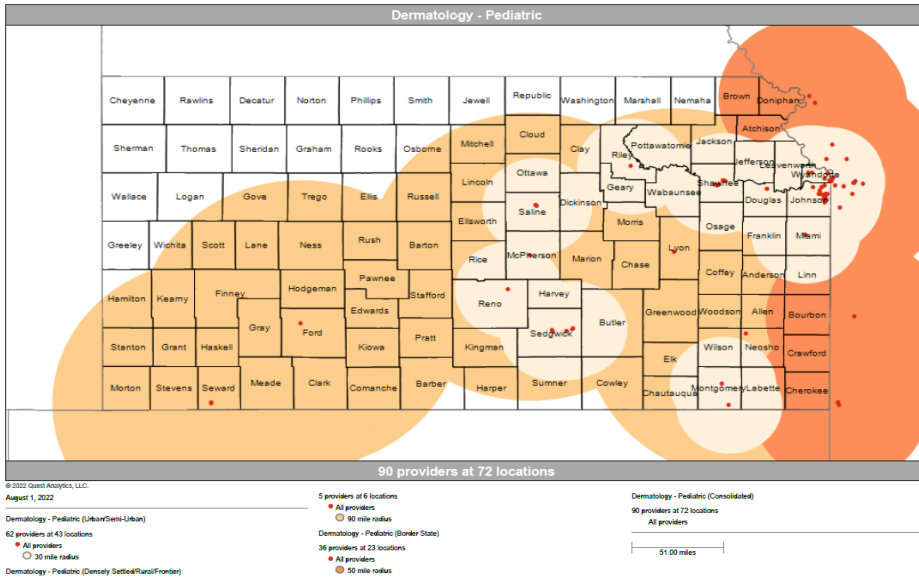 Dermatology - Pediatric
Cheyenne Rawlins Decatur Norton Phillips Smith Jewell Republic Washington Marshall Nemaha Brown Doniphan
Sherman Thomas Sheridan Graham Rooks Osborne Mitchell Cloud Clay Riley Pottawatomie Jackson Atchison
Jefferson Leavenworth
Wallace Logan Gove Trego Ellis Russell Lincoln Ottawa Geary Wabaunsee Shawnee Wyandotte
Saline Dickinson Douglas Johnson
Greeley Wichita Scott Lane Ness Rush Barton Ellsworth Morris Osage
Rice McPherson Marion Chase Lyon Franklin Miami
Hamilton Kearny Finney Hodgeman Pawnee Stafford Reno Harvey Coffey Anderson Linn
Gray Ford Edwards Sedgwick Butler Greenwood Woodson Allen Bourbon
Stanton Grant Haskell Kiowa Pratt Kingman Elk Wilson Neosho Crawford
Morton Stevens Seward Meade Clark Comanche Barber Harper Sumner Cowley Chautauqua Montgomery Labette Cherokee
90 providers at 72 locations
© 2022 Quest Analytics, LLC.
August 1, 2022
Dermatology - Pediatric (Urban/Semi-Urban)
62 providers at 43 locations
All providers
30 mile radius
Dermatology - Pediatric (Densely Settled/Rural/Frontier)
5 providers at 6 locations
All providers
90 mile radius
Dermatology - Pediatric (Border State)
36 providers at 23 locations
All providers
50 mile radius
Dermatology - Pediatric (Consolidated)
90 providers at 72 locations
All providers
51.00 miles